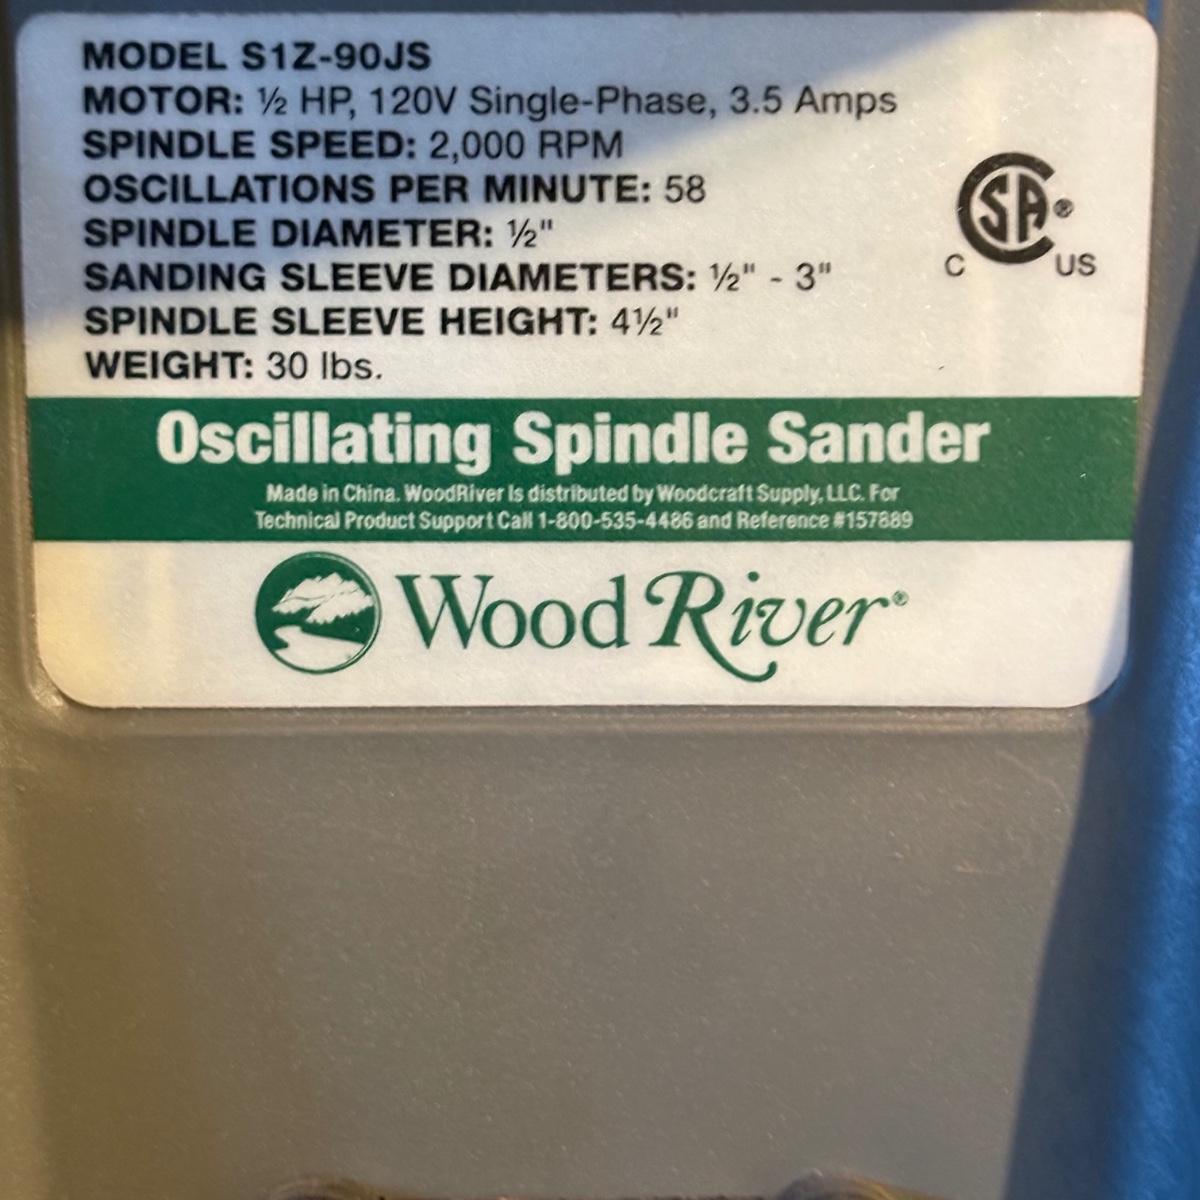 MODEL S1Z-90JS
MOTOR: ½ HP, 120V Single-Phase, 3.5 Amps
SPINDLE SPEED: 2,000 RPM
OSCILLATIONS PER MINUTE: 58
SPINDLE DIAMETER: ½"
SANDING SLEEVE DIAMETERS: ½" - 3"
SPINDLE SLEEVE HEIGHT: 4½"
WEIGHT: 30 lbs.
CSA®
C US
Oscillating Spindle Sander
Made in China. WoodRiver is distributed by Woodcraft Supply, LLC. For
Technical Product Support Call 1-800-535-4486 and Reference #157889
WoodRiver®